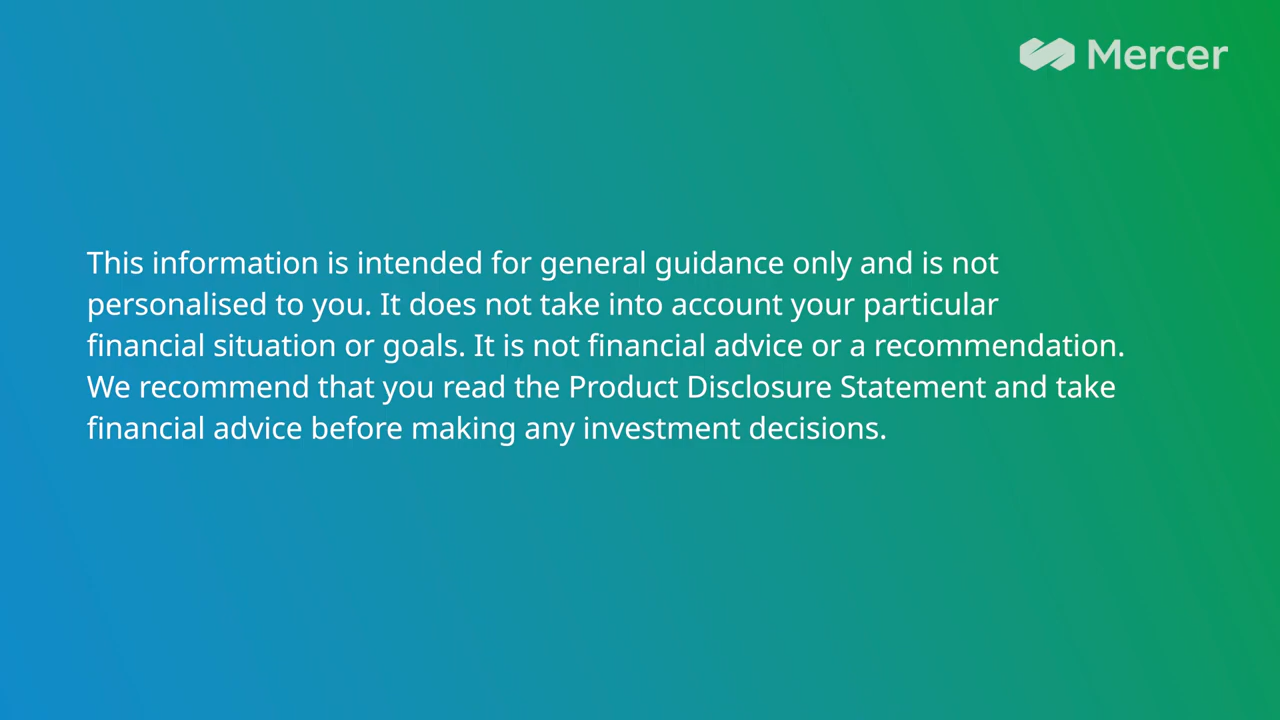 Mercer
This information is intended for general guidance only and is not
personalised to you. It does not take into account your particular
financial situation or goals. It is not financial advice or a recommendation.
We recommend that you read the Product Disclosure Statement and take
financial advice before making any investment decisions.